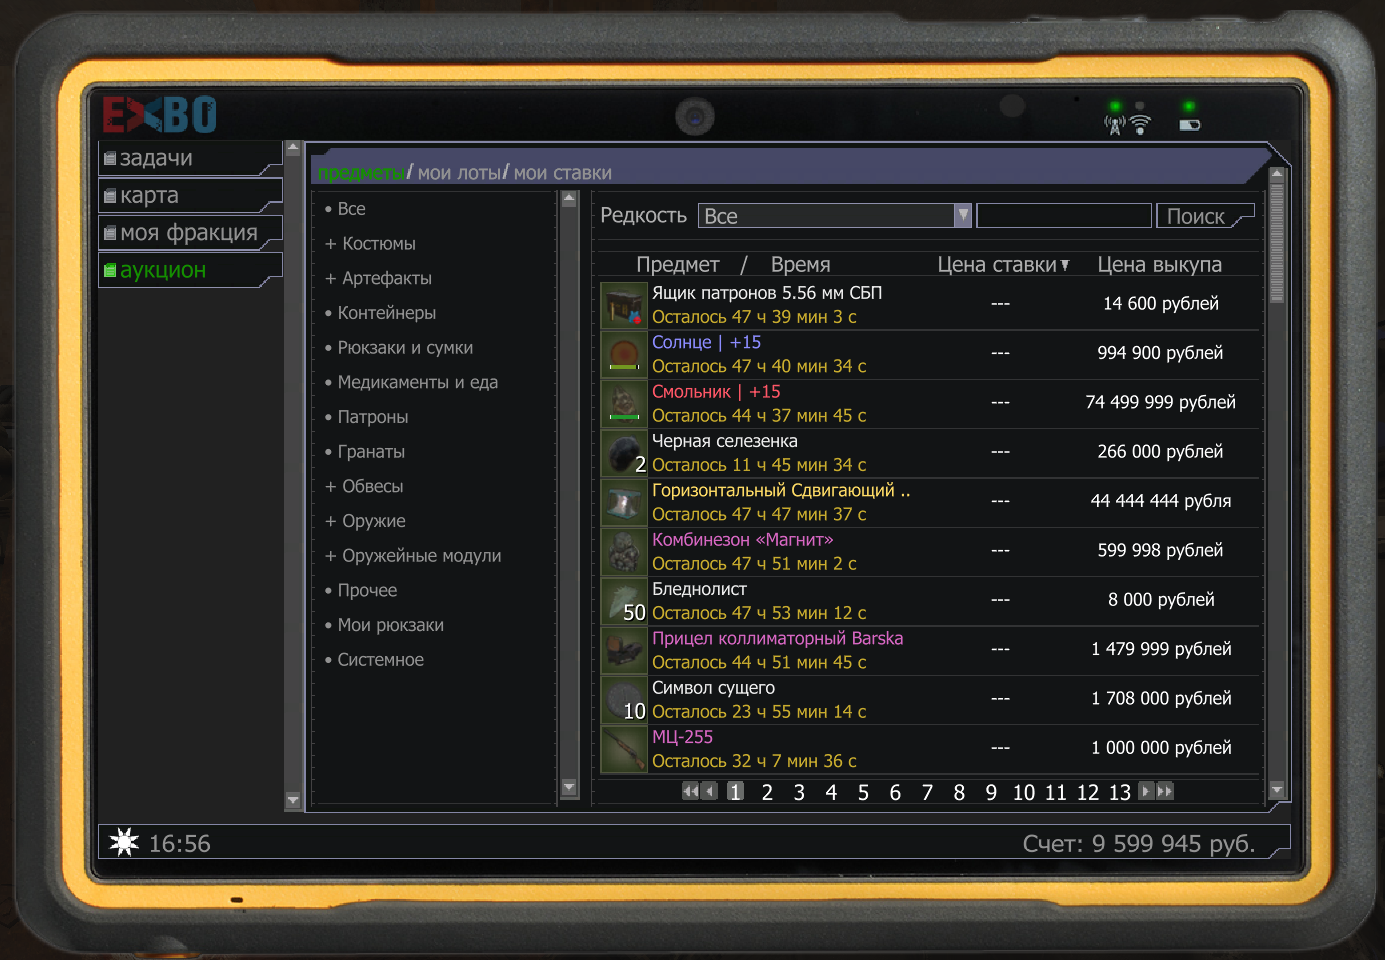 EXBO
задачи
карта
моя фракция
аукцион
предметы/ мои лоты/ мои ставки
• Все
+ Костюмы
+ Артефакты
• Контейнеры
• Рюкзаки и сумки
• Медикаменты и еда
• Патроны
• Гранаты
+ Обвесы
+ Оружие
+ Оружейные модули
• Прочее
• Мои рюкзаки
• Системное
Редкость Все Поиск
Предмет / Время Цена ставки Цена выкупа
Ящик патронов 5.56 мм СБП
Осталось 47 ч 39 мин 3 с
--- 14 600 рублей
Солнце | +15
Осталось 47 ч 40 мин 34 с
--- 994 900 рублей
Смольник | +15
Осталось 44 ч 37 мин 45 с
--- 74 499 999 рублей
2
Черная селезенка
Осталось 11 ч 45 мин 34 с
--- 266 000 рублей
Горизонтальный Сдвигающий ..
Осталось 47 ч 47 мин 37 с
--- 44 444 444 рубля
Комбинезон «Магнит»
Осталось 47 ч 51 мин 2 с
--- 599 998 рублей
50
Бледнолист
Осталось 47 ч 53 мин 12 с
--- 8 000 рублей
Прицел коллиматорный Barska
Осталось 44 ч 51 мин 45 с
--- 1 479 999 рублей
10
Символ сущего
Осталось 23 ч 55 мин 14 с
--- 1 708 000 рублей
МЦ-255
Осталось 32 ч 7 мин 36 с
--- 1 000 000 рублей
1 2 3 4 5 6 7 8 9 10 11 12 13
16:56
Счет: 9 599 945 руб.